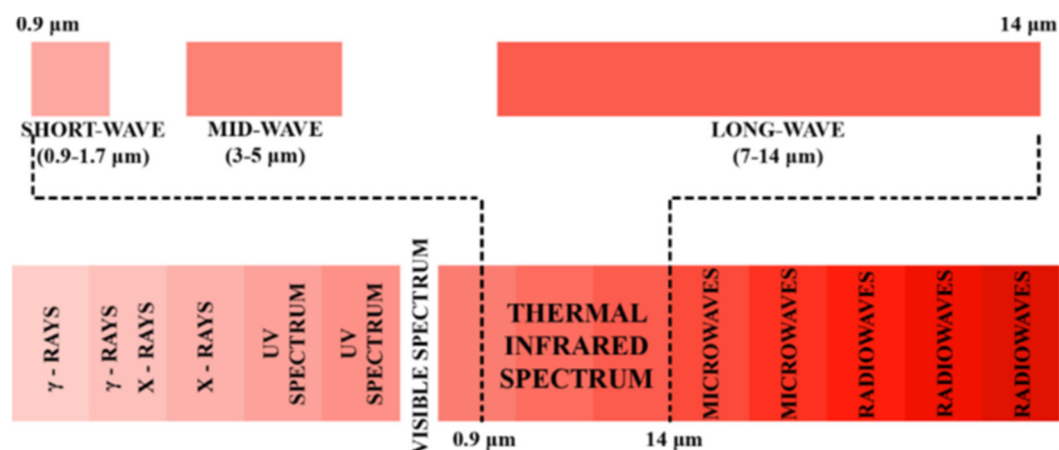 0.9 μm
14 μm
SHORT-WAVE
(0.9-1.7 μm)
MID-WAVE
(3-5 μm)
LONG-WAVE
(7-14 μm)
γ - RAYS
γ - RAYS
X - RAYS
X - RAYS
UV
SPECTRUM
UV
SPECTRUM
VISIBLE SPECTRUM
THERMAL
INFRARED
SPECTRUM
MICROWAVES
MICROWAVES
RADIOWAVES
RADIOWAVES
RADIOWAVES
0.9 μm
14 μm